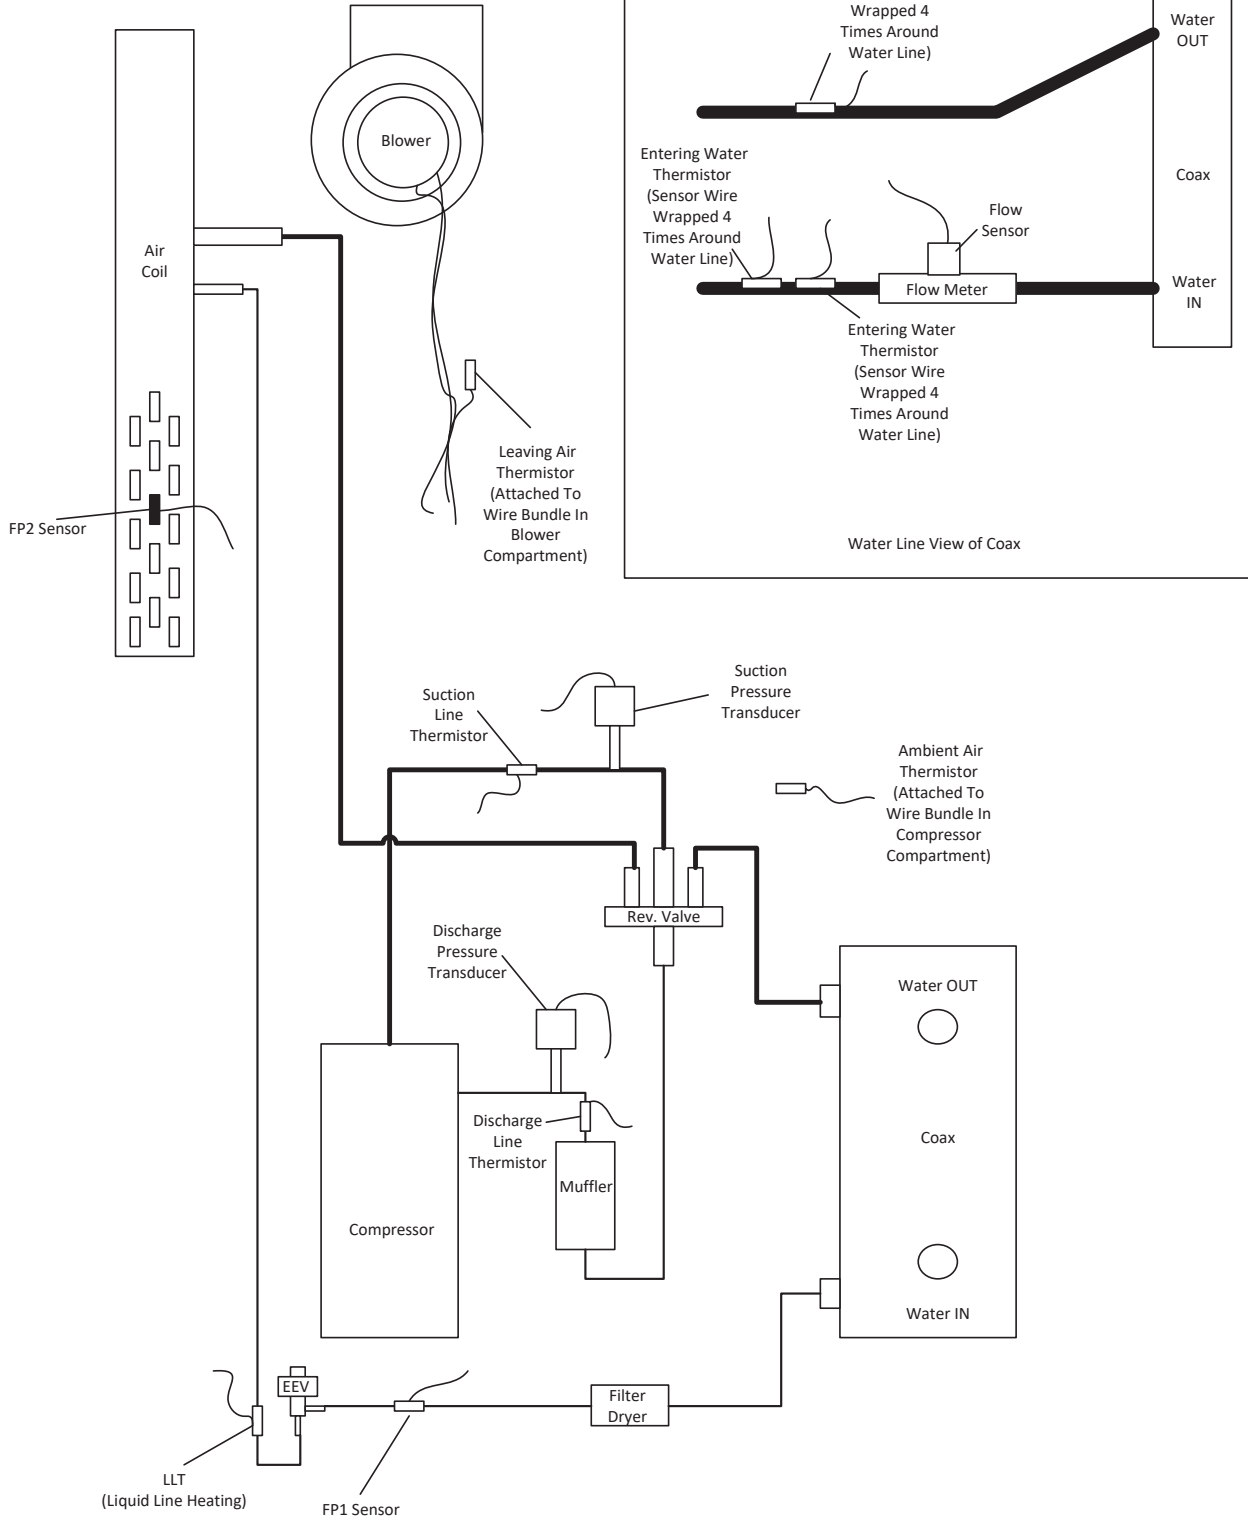 Wrapped 4
Times Around
Water Line)
Water
OUT
Blower
Entering Water
Thermistor
(Sensor Wire
Wrapped 4
Times Around
Water Line)
Coax
Flow
Sensor
Air
Coil
Flow Meter
Water
IN
Entering Water
Thermistor
(Sensor Wire
Wrapped 4
Times Around
Water Line)
Leaving Air
Thermistor
(Attached To
Wire Bundle In
Blower
Compartment)
FP2 Sensor
Water Line View of Coax
Suction
Pressure
Transducer
Suction
Line
Thermistor
Ambient Air
Thermistor
(Attached To
Wire Bundle In
Compressor
Compartment)
Rev. Valve
Discharge
Pressure
Transducer
Water OUT
Discharge
Line
Thermistor
Coax
Muffler
Compressor
Water IN
EEV
Filter
Dryer
LLT
(Liquid Line Heating)
FP1 Sensor